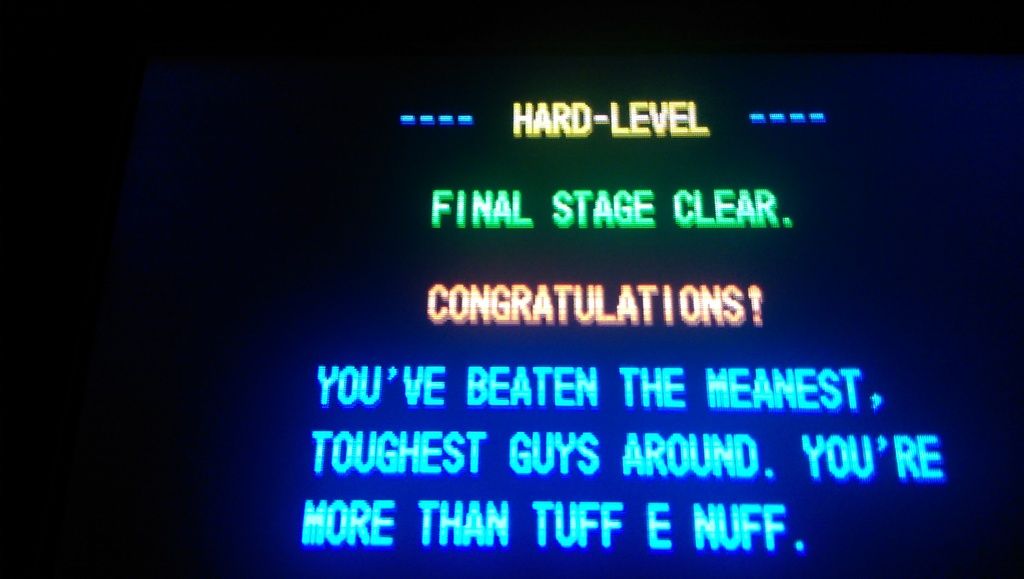 ---- HARD-LEVEL ----
FINAL STAGE CLEAR.
CONGRATULATIONS!
YOU'VE BEATEN THE MEANEST,
TOUGHEST GUYS AROUND. YOU'RE
MORE THAN TUFF E NUFF.